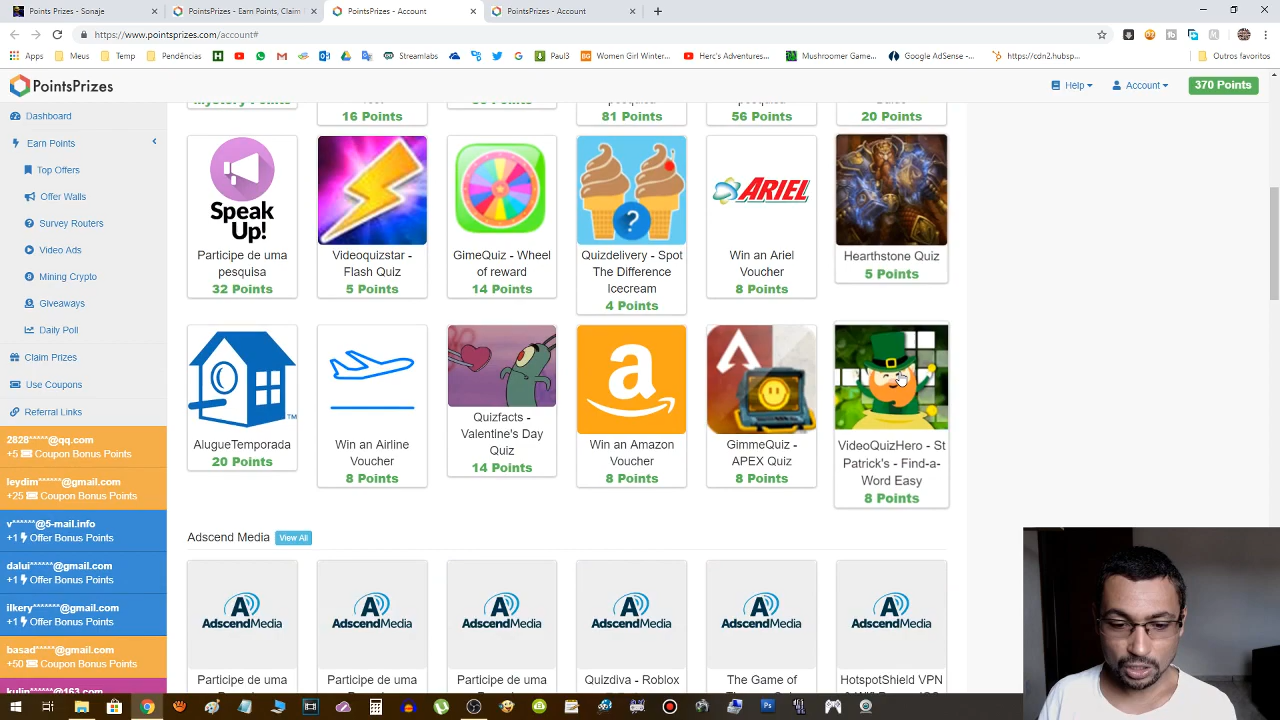 Points Prizes - Sonaje
PointsPrizes - Earn Points, Claim
PointsPrizes - Account
PointsPrizes - Account
https://www.pointsprizes.com/account#
Apps
Meus
Temp
Pendências
Streamlabs
Paul3
Women Girl Winter...
Her's Adventures...
Mushroomer Game...
Google AdSense -...
https://cdn2.hubsp...
Outros favoritos
PointsPrizes
Help
Account
370 Points
Dashboard
Earn Points
Top Offers
Offer Walls
Survey Routers
Video Ads
Mining Crypto
Giveaways
Daily Poll
Claim Prizes
Use Coupons
Referral Links
2828*****@qq.com
+5 Coupon Bonus Points
leydim*****@gmail.com
+25 Coupon Bonus Points
v******@5-mail.info
+1 Offer Bonus Points
dalui*****@gmail.com
+1 Offer Bonus Points
ilkery*******@gmail.com
+1 Offer Bonus Points
basad*****@gmail.com
+50 Coupon Bonus Points
kulin******@163.com
Mystery Points
16 Points
81 Points
56 Points
20 Points
Speak Up!
Participe de uma pesquisa
32 Points
Videoquizstar - Flash Quiz
5 Points
GimeQuiz - Wheel of reward
14 Points
?
Quizdelivery - Spot The Difference Icecream
4 Points
ARIEL
Win an Ariel Voucher
8 Points
Hearthstone Quiz
5 Points
TM
AlugueTemporada
20 Points
Win an Airline Voucher
8 Points
Quizfacts - Valentine's Day Quiz
14 Points
a
Win an Amazon Voucher
8 Points
GimmeQuiz - APEX Quiz
8 Points
VideoQuizHero - St Patrick's - Find-a-Word Easy
8 Points
Adscend Media
View All
AdscendMedia
AdscendMedia
AdscendMedia
AdscendMedia
AdscendMedia
AdscendMedia
Participe de uma
Participe de uma
Participe de uma
Quizdiva - Roblox
The Game of
HotspotShield VPN